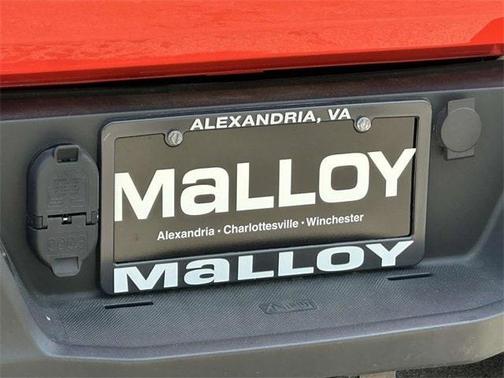 ALEXANDRIA, VA
MaLLOY
Alexandria • Charlottesville • Winchester
MaLLOY